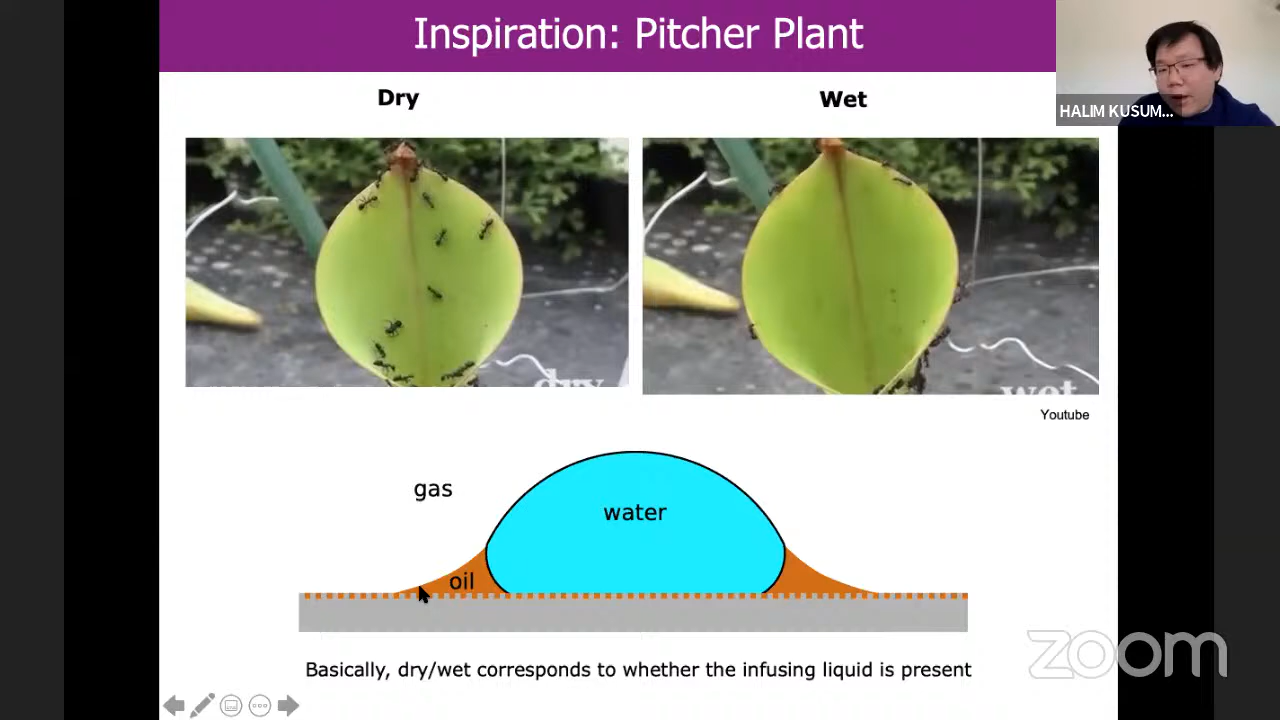 Inspiration: Pitcher Plant
HALIM KUSUM...
Dry
Wet
dry
wet
Youtube
gas
water
oil
Basically, dry/wet corresponds to whether the infusing liquid is present
zoom